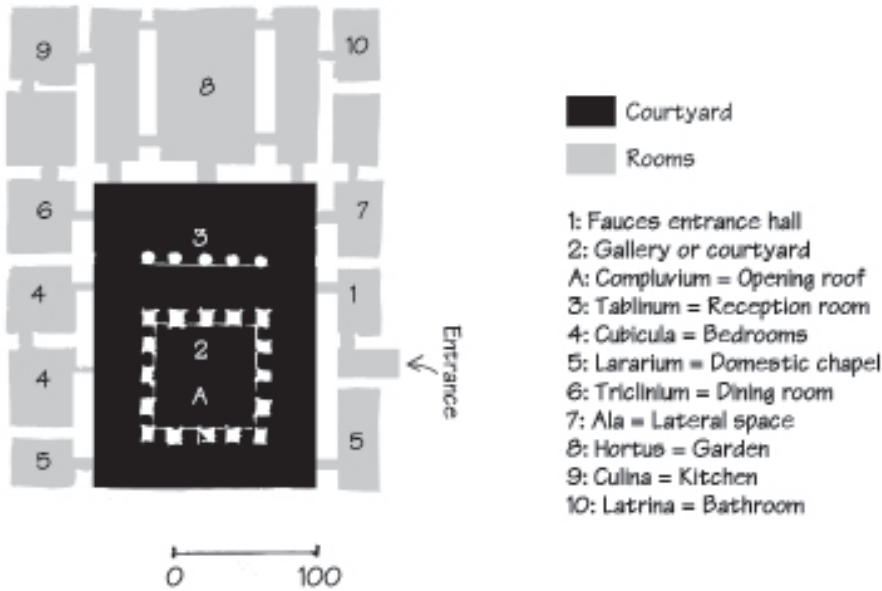 9
10
8
6
3
7
4
1
2
4
A
Entrance
5
5
0 100
Courtyard
Rooms
1: Fauces entrance hall
2: Gallery or courtyard
A: Compluvium = Opening roof
3: Tablinum = Reception room
4: Cubicula = Bedrooms
5: Lararium = Domestic chapel
6: Triclinium = Dining room
7: Ala = Lateral space
8: Hortus = Garden
9: Culina = Kitchen
10: Latrina = Bathroom